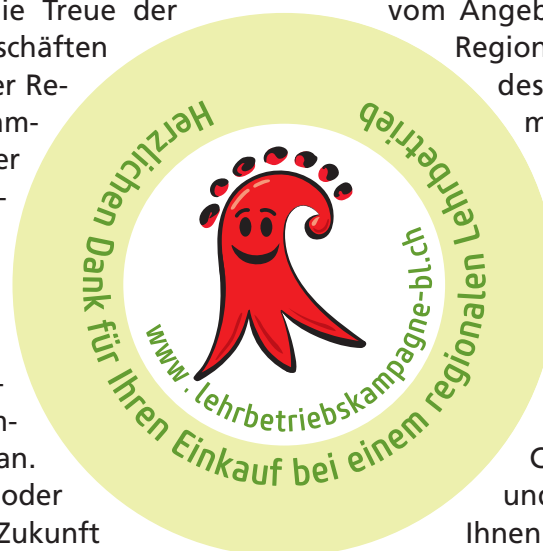 ie Treue der
schäften
er Re-
am-
er
-
-
n-
an.
oder
Zukunft
vom Angeb
Region
des
m
C
und
Ihnen
Herzlichen Dank für Ihren Einkauf bei einem regionalen Lehrbetrieb
www.lehrbetriebskampagne-bl.ch